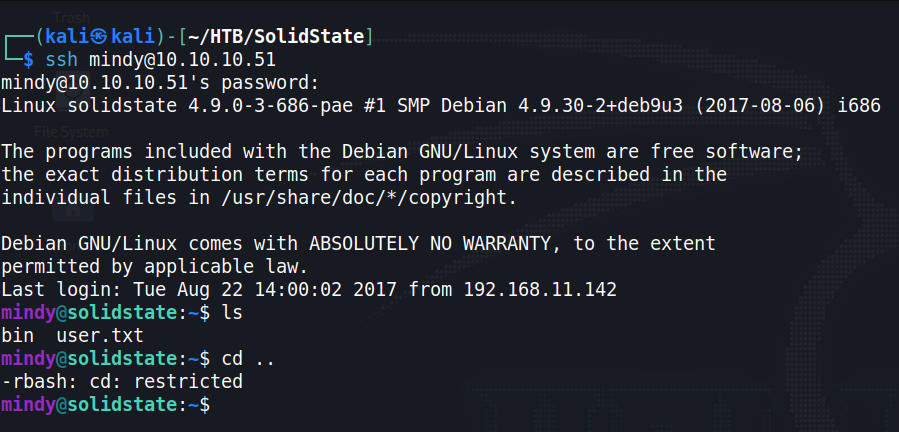 Trash
┌──(kali㉿kali)-[~/HTB/SolidState]
└─$ ssh mindy@10.10.10.51
mindy@10.10.10.51's password:
Linux solidstate 4.9.0-3-686-pae #1 SMP Debian 4.9.30-2+deb9u3 (2017-08-06) i686
File System
The programs included with the Debian GNU/Linux system are free software;
the exact distribution terms for each program are described in the
individual files in /usr/share/doc/*/copyright.
Debian GNU/Linux comes with ABSOLUTELY NO WARRANTY, to the extent
permitted by applicable law.
Last login: Tue Aug 22 14:00:02 2017 from 192.168.11.142
mindy@solidstate:~$ ls
bin  user.txt
mindy@solidstate:~$ cd ..
-rbash: cd: restricted
mindy@solidstate:~$